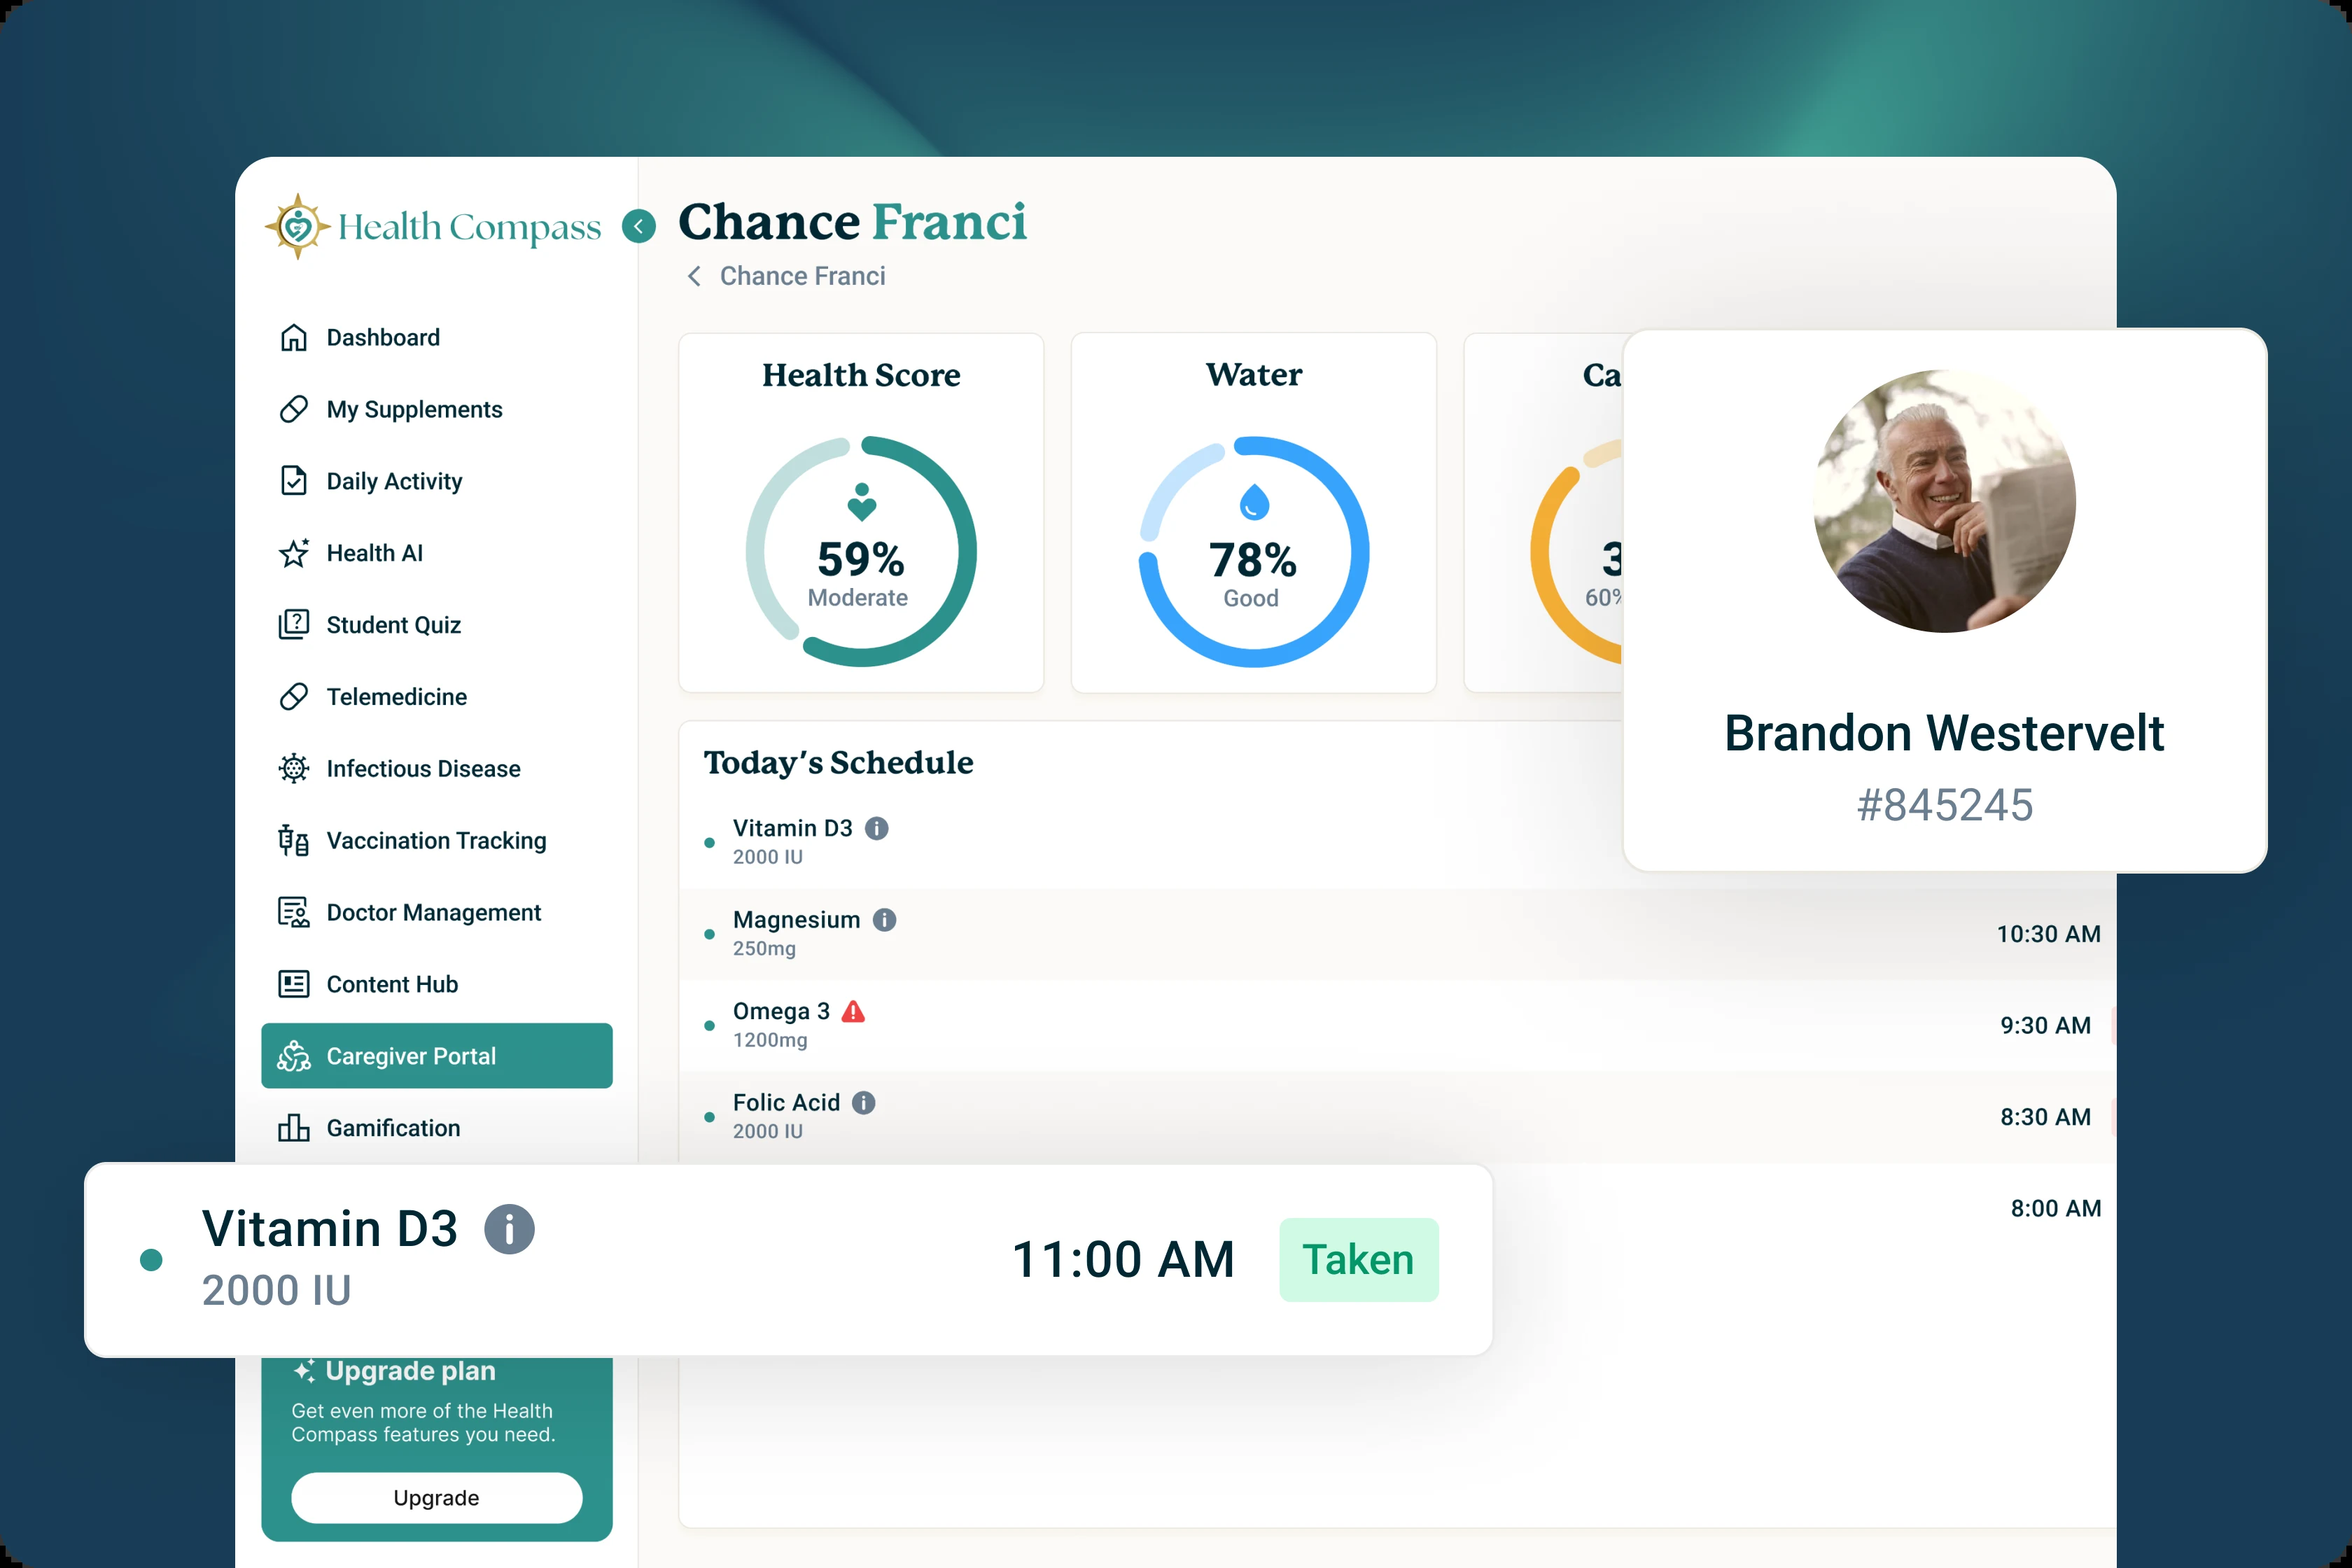 Health Compass
Chance Franci
Chance Franci
Dashboard
My Supplements
Daily Activity
Health AI
Student Quiz
Telemedicine
Infectious Disease
Vaccination Tracking
Doctor Management
Content Hub
Caregiver Portal
Gamification
Health Score
59%
Moderate
Water
78%
Good
Ca
3
60%
Brandon Westervelt
#845245
Today's Schedule
Vitamin D3
2000 IU
Magnesium
250mg
10:30 AM
Omega 3
1200mg
9:30 AM
Folic Acid
2000 IU
8:30 AM
8:00 AM
Vitamin D3
2000 IU
11:00 AM
Taken
Upgrade plan
Get even more of the Health
Compass features you need.
Upgrade